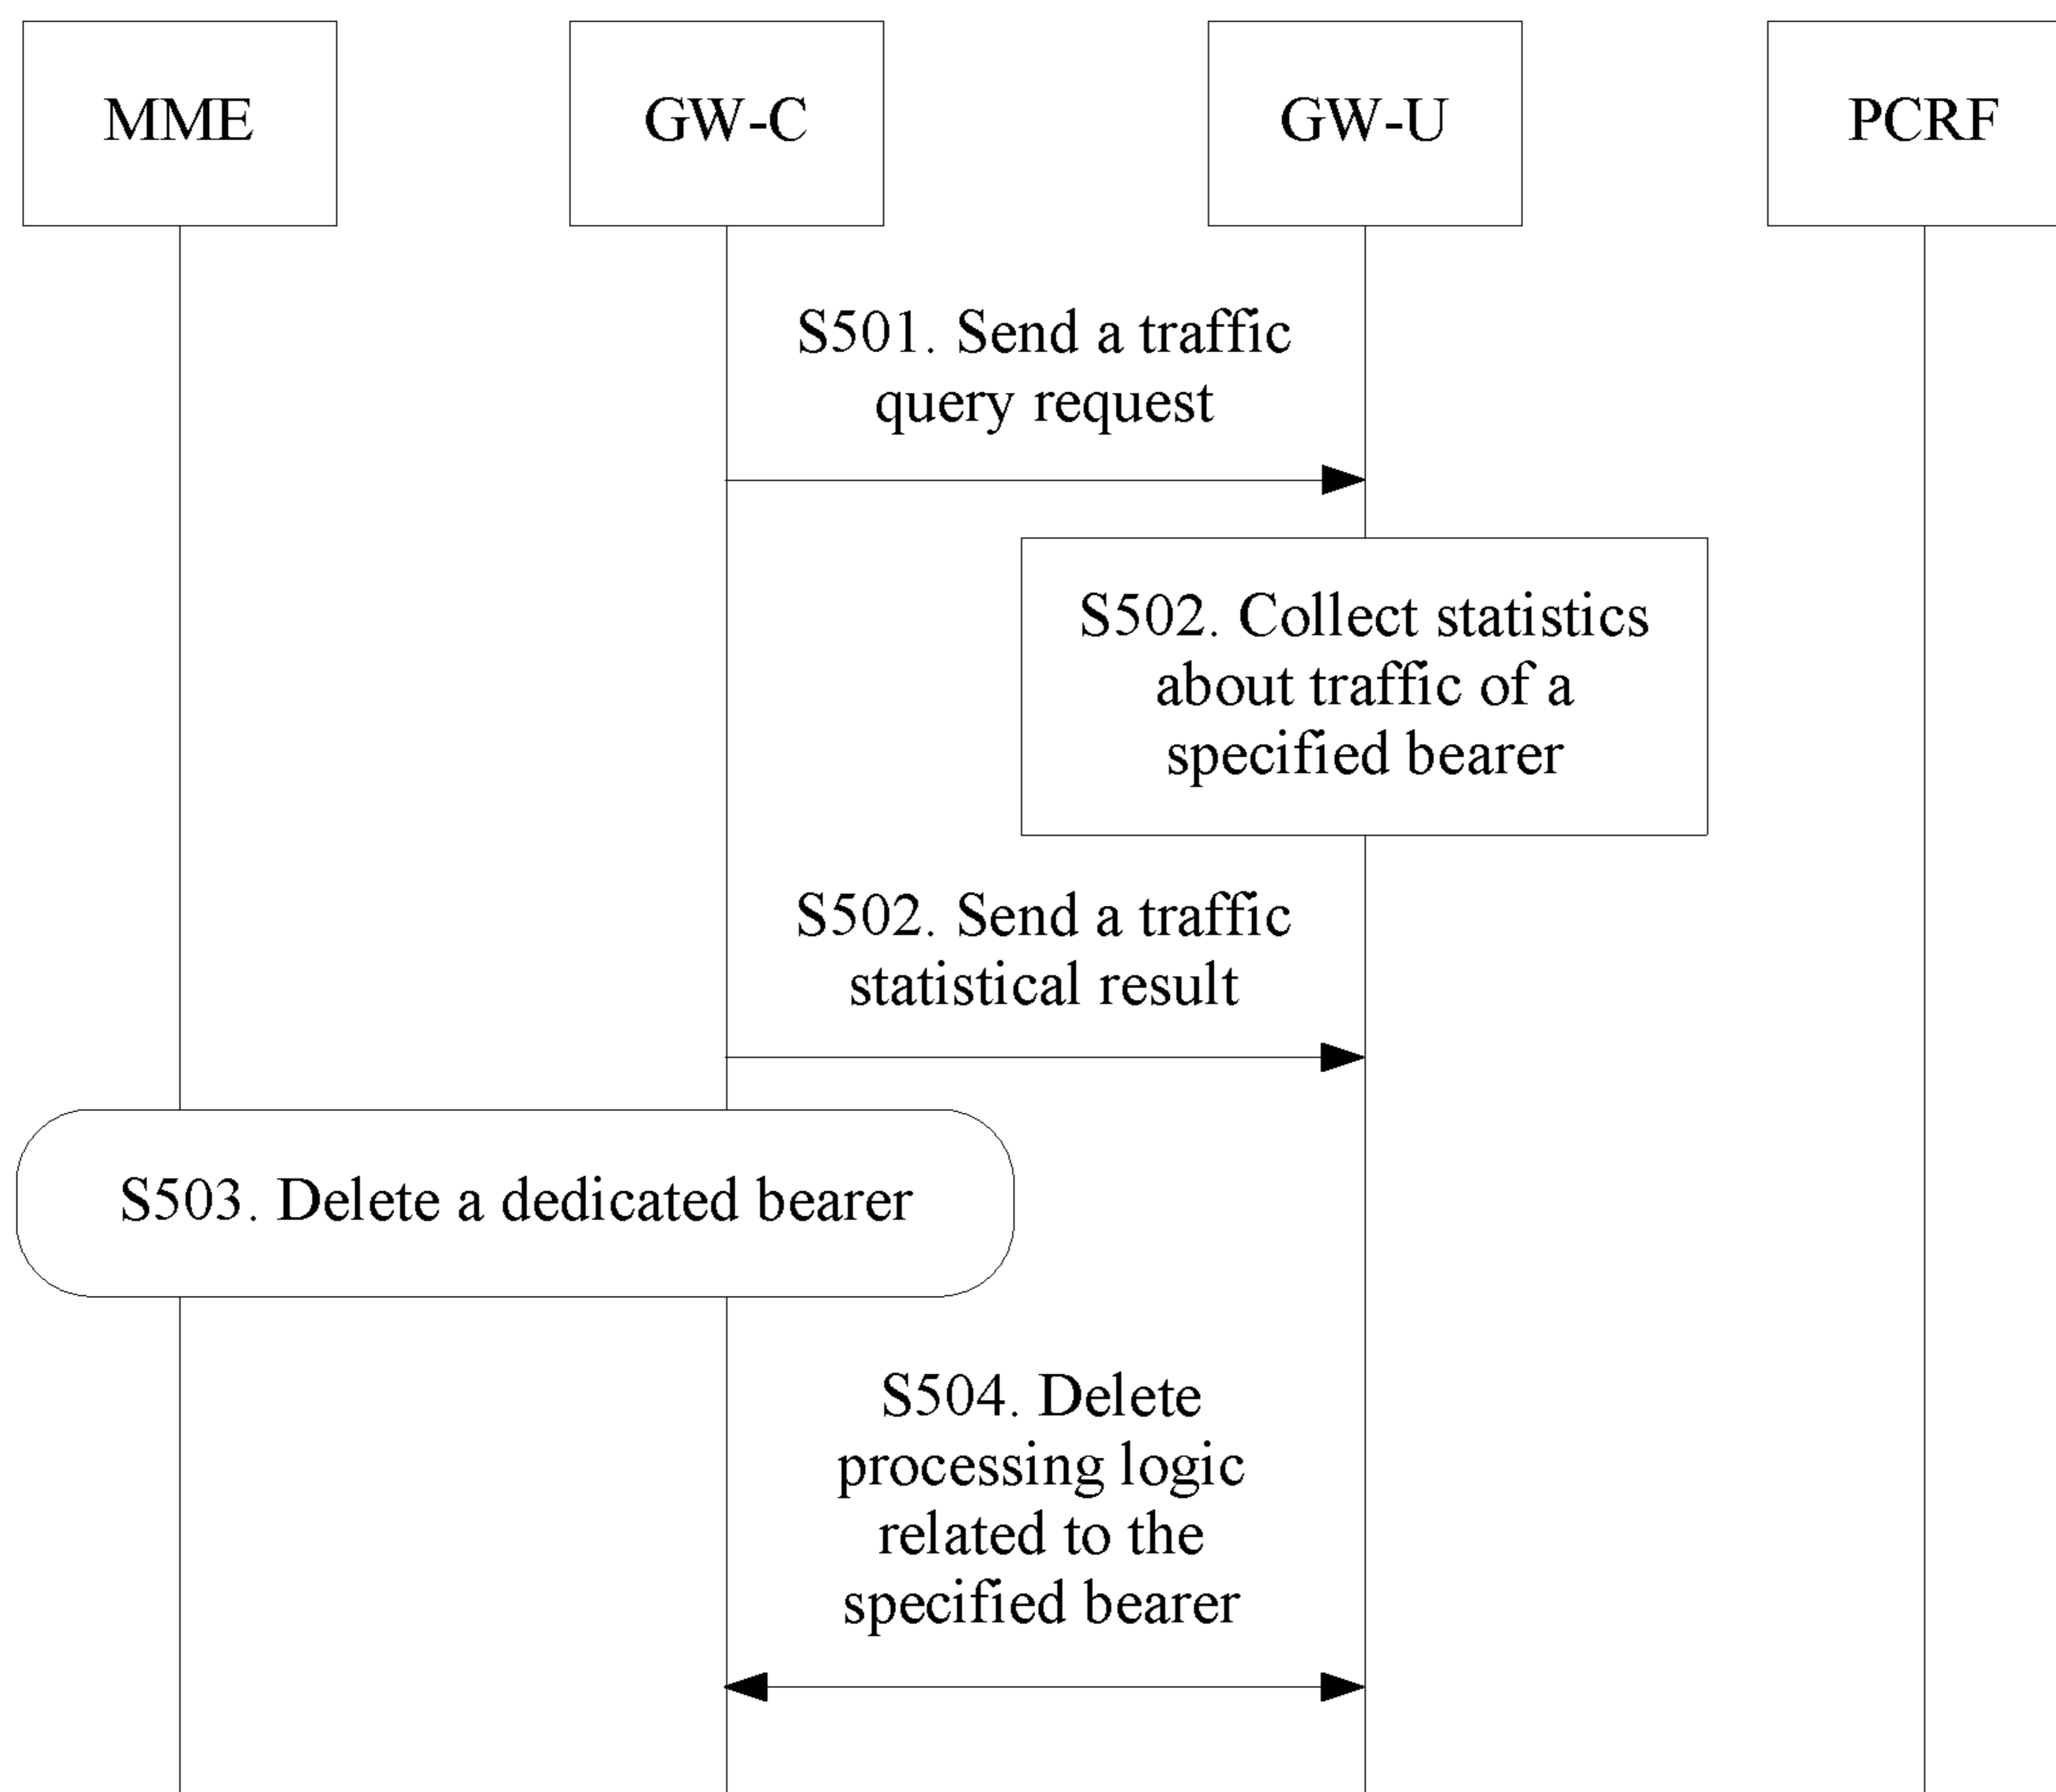 MME
GW-C
GW-U
PCRF
S501. Send a traffic
query request
S502. Collect statistics
about traffic of a
specified bearer
S502. Send a traffic
statistical result
S503. Delete a dedicated bearer
S504. Delete
processing logic
related to the
specified bearer